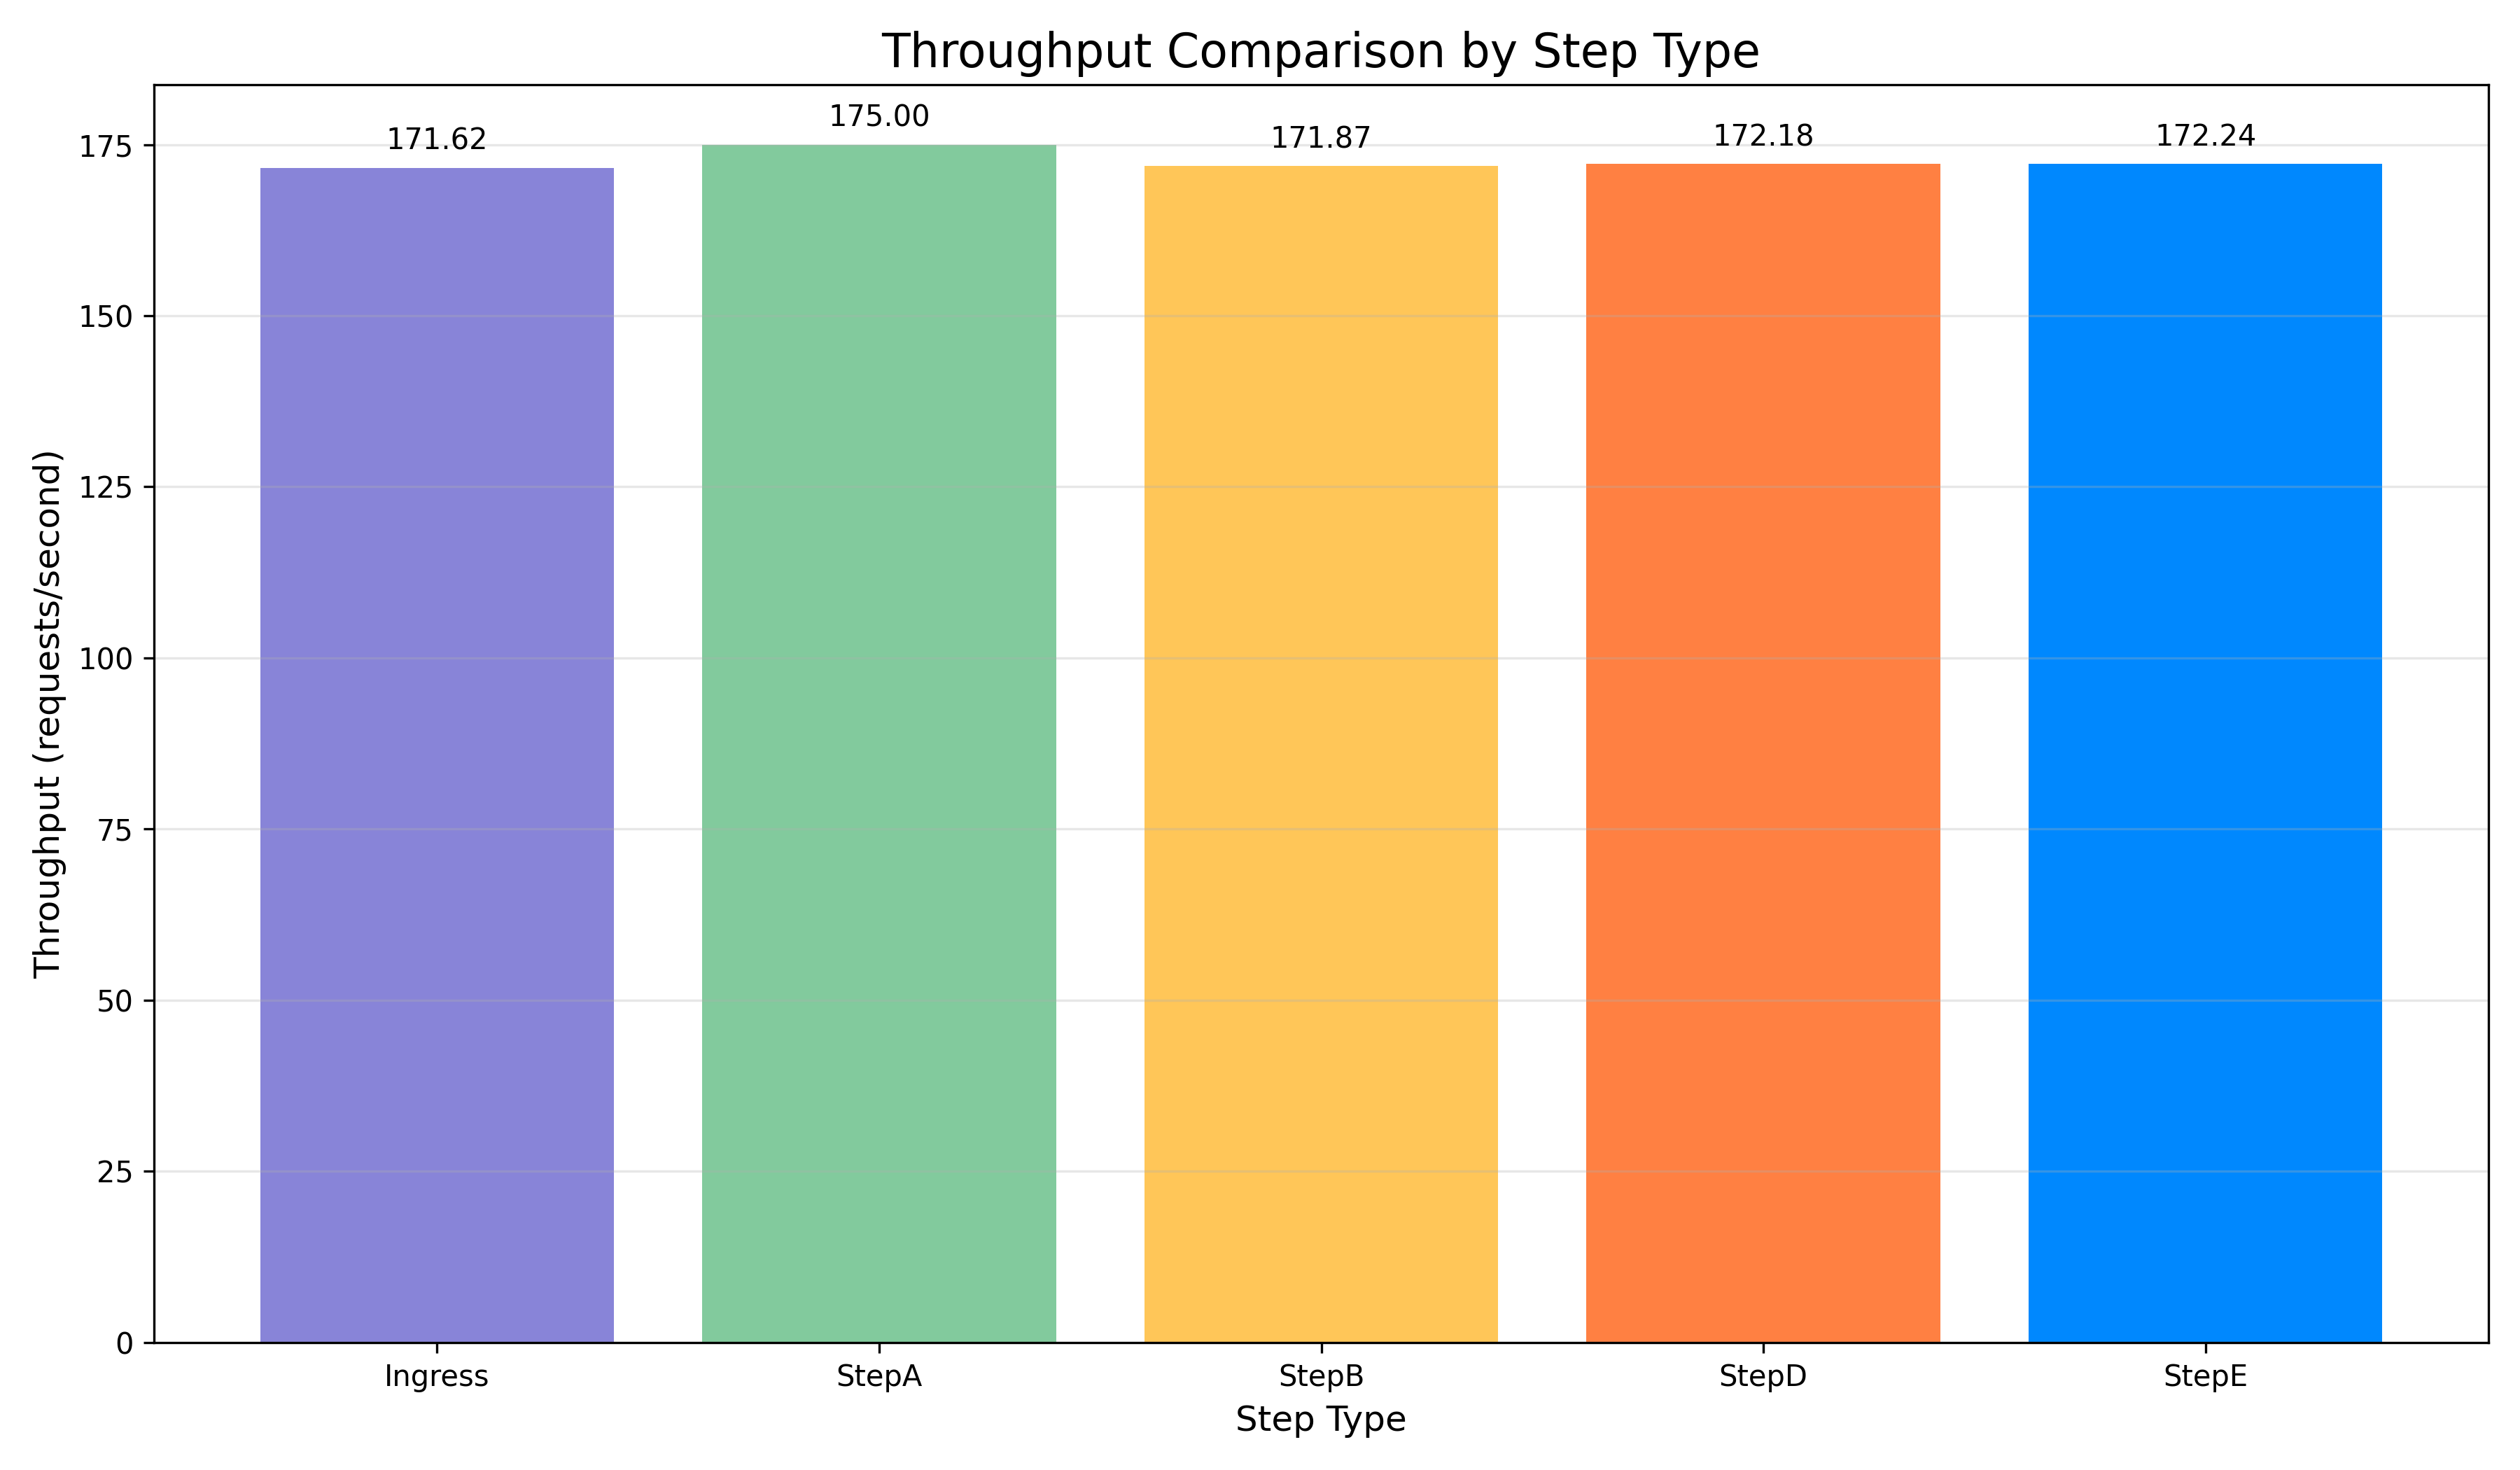 Throughput Comparison by Step Type
171.62
175.00
171.87
172.18
172.24
175
150
125
100
75
50
25
0
Throughput (requests/second)
Ingress
StepA
StepB
StepD
StepE
Step Type